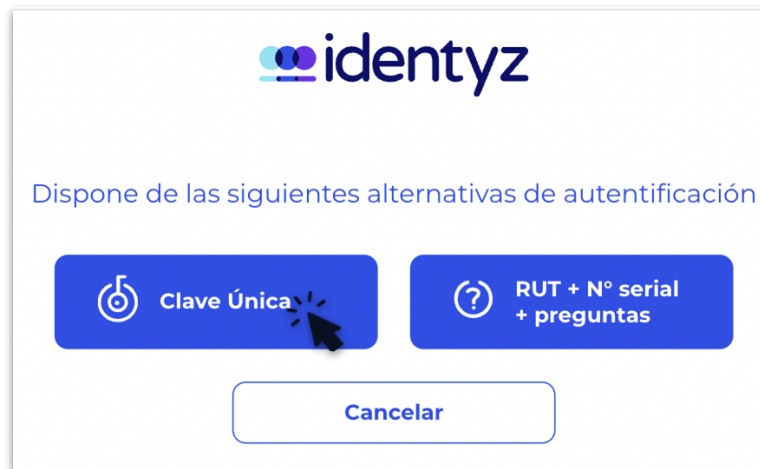 identyz
Dispone de las siguientes alternativas de autentificación
Clave Única
RUT + N° serial
+ preguntas
Cancelar